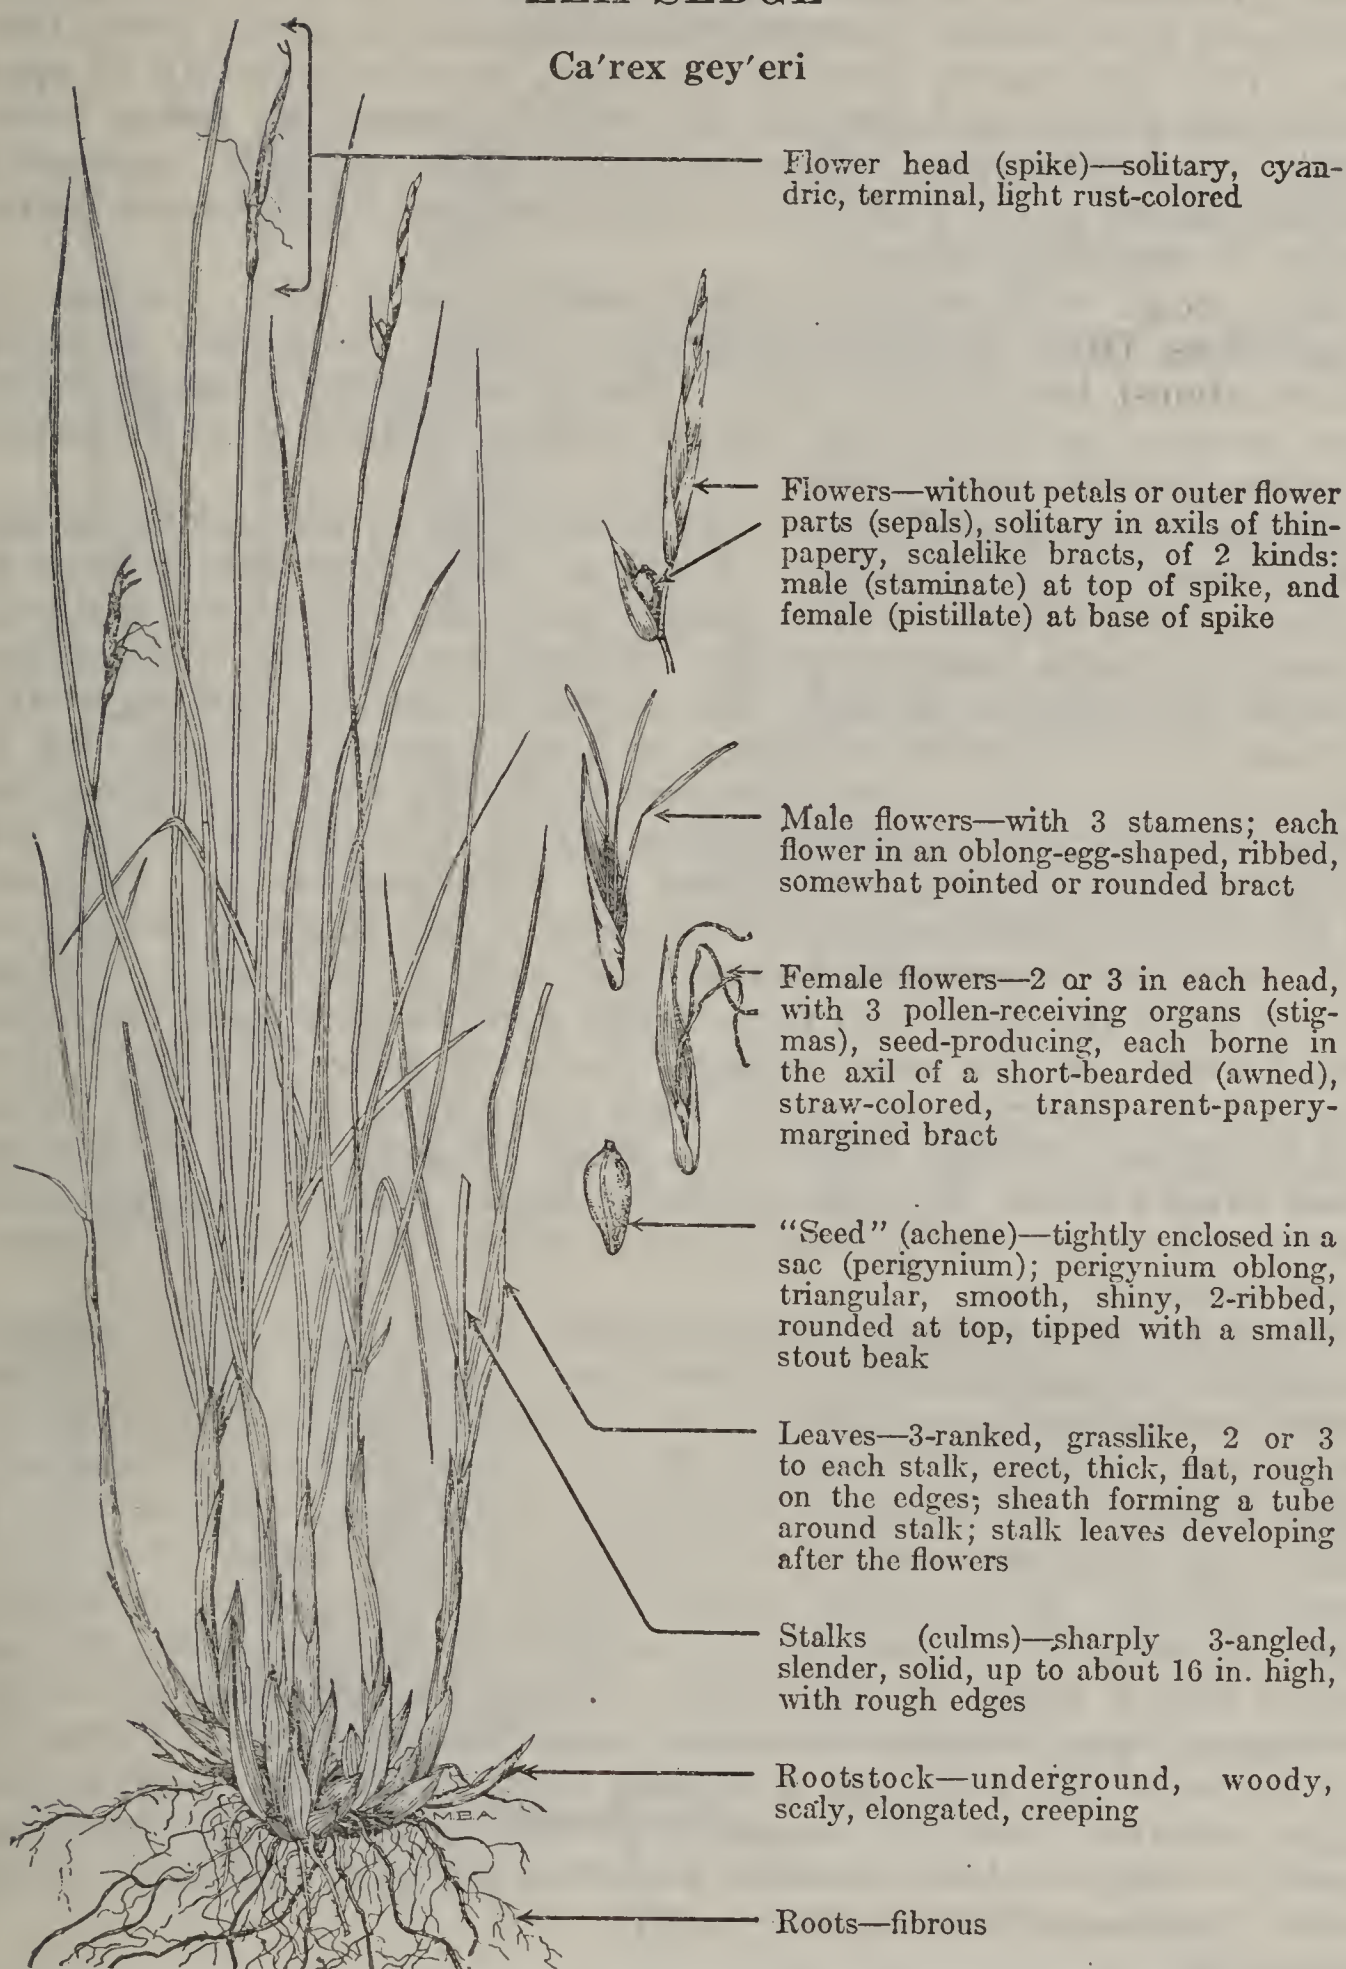 SEDGE
Ca′rex gey′eri
Flower head (spike)—solitary, cyan-
dric, terminal, light rust-colored
Flowers—without petals or outer flower
parts (sepals), solitary in axils of thin-
papery, scalelike bracts, of 2 kinds:
male (staminate) at top of spike, and
female (pistillate) at base of spike
Male flowers—with 3 stamens; each
flower in an oblong-egg-shaped, ribbed,
somewhat pointed or rounded bract
Female flowers—2 or 3 in each head,
with 3 pollen-receiving organs (stig-
mas), seed-producing, each borne in
the axil of a short-bearded (awned),
straw-colored, transparent-papery-
margined bract
"Seed" (achene)—tightly enclosed in a
sac (perigynium); perigynium oblong,
triangular, smooth, shiny, 2-ribbed,
rounded at top, tipped with a small,
stout beak
Leaves—3-ranked, grasslike, 2 or 3
to each stalk, erect, thick, flat, rough
on the edges; sheath forming a tube
around stalk; stalk leaves developing
after the flowers
Stalks (culms)—sharply 3-angled,
slender, solid, up to about 16 in. high,
with rough edges
Rootstock—underground, woody,
scaly, elongated, creeping
M.B.A.
Roots—fibrous